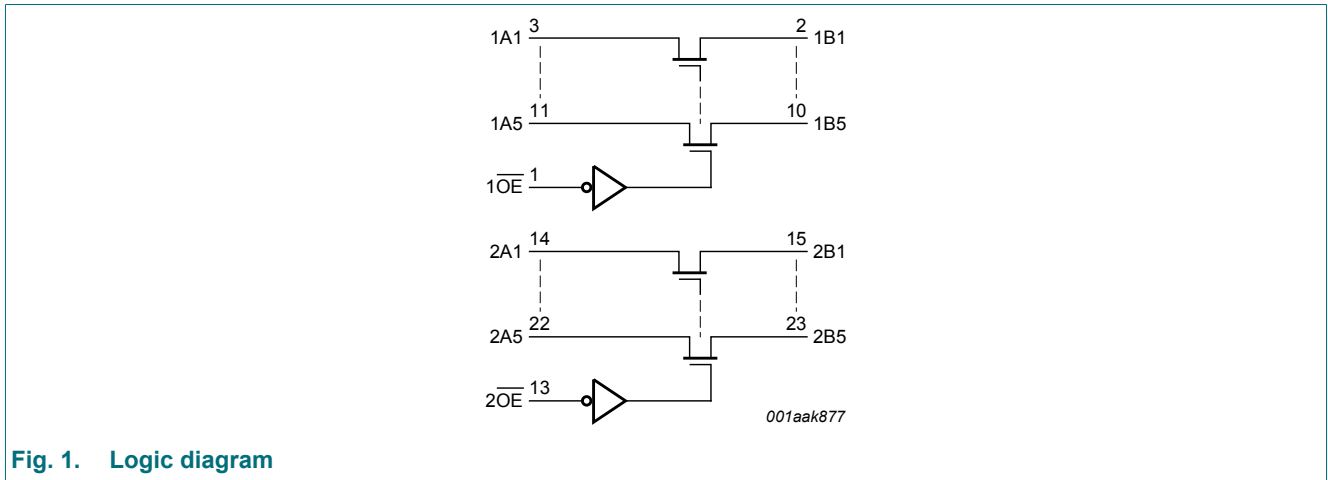 1A1 3 2 1B1
1A5 11 10 1B5
1OE 1
2A1 14 15 2B1
2A5 22 23 2B5
2OE 13
001aak877
Fig. 1. Logic diagram